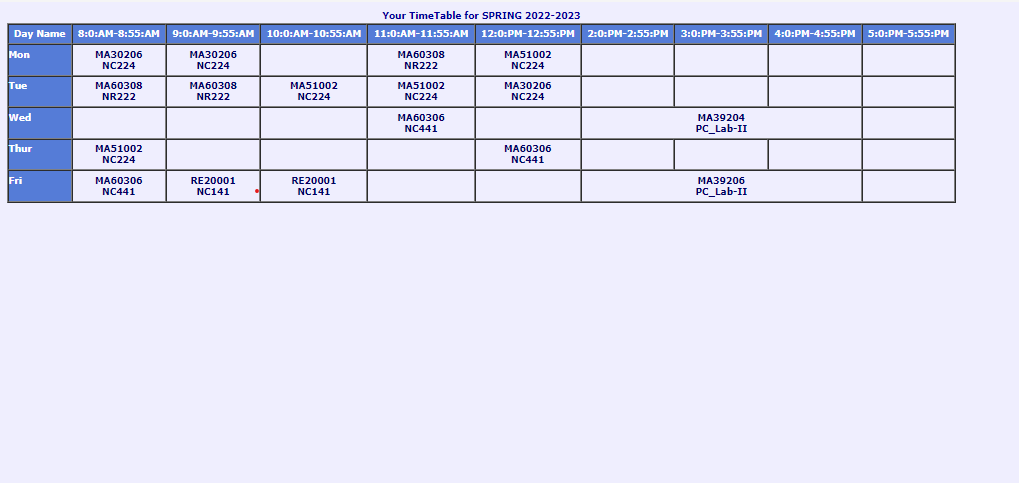 Your TimeTable for SPRING 2022-2023
Day Name 8:0:AM-8:55:AM 9:0:AM-9:55:AM 10:0:AM-10:55:AM 11:0:AM-11:55:AM 12:0:PM-12:55:PM 2:0:PM-2:55:PM 3:0:PM-3:55:PM 4:0:PM-4:55:PM 5:0:PM-5:55:PM
Mon MA30206 MA30206 MA60308 MA51002
NC224 NC224 NR222 NC224
Tue MA60308 MA60308 MA51002 MA51002 MA30206
NR222 NR222 NC224 NC224 NC224
Wed MA60306 MA39204
NC441 PC_Lab-II
Thur MA51002 MA60306
NC224 NC441
Fri MA60306 RE20001 RE20001 MA39206
NC441 NC141 NC141 PC_Lab-II